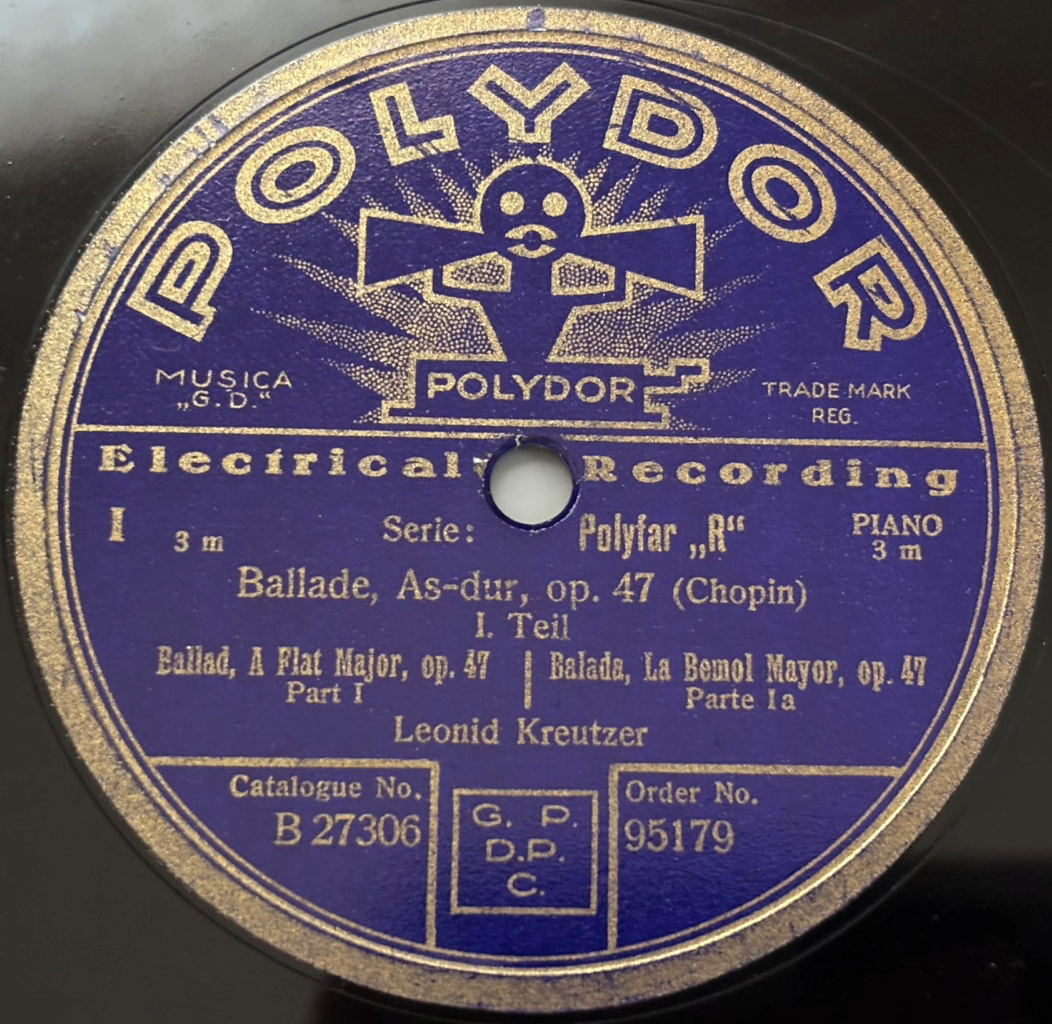 POLYDOR
POLYDOR
MUSICA
„G. D.“
TRADE MARK
REG.
Electrical Recording
I 3 m Serie: Polyfar „R“ PIANO
3 m
Ballade, As-dur, op. 47 (Chopin)
I. Teil
Ballad, A Flat Major, op. 47
Part I
Balada, La Bemol Mayor, op. 47
Parte Ia
Leonid Kreutzer
Catalogue No.
B 27306
G. P.
D.P.
C.
Order No.
95179